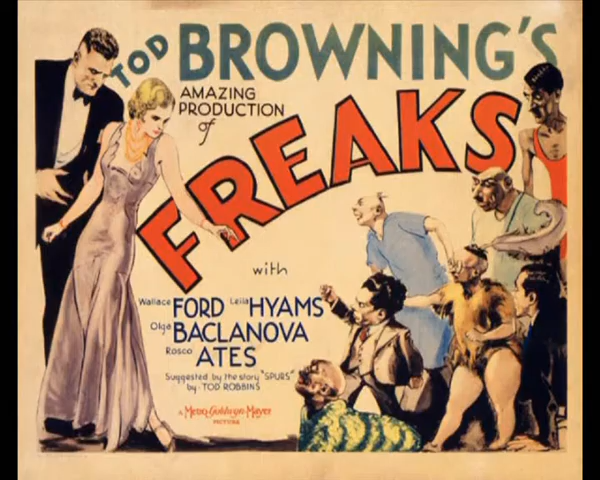 TOD BROWNING'S
AMAZING
PRODUCTION
of
FREAKS
with
Wallace FORD Leila HYAMS
Olga BACLANOVA
Rosco ATES
Suggested by the story "SPURS"
by TOD ROBBINS
A Metro-Goldwyn-Mayer
PICTURE